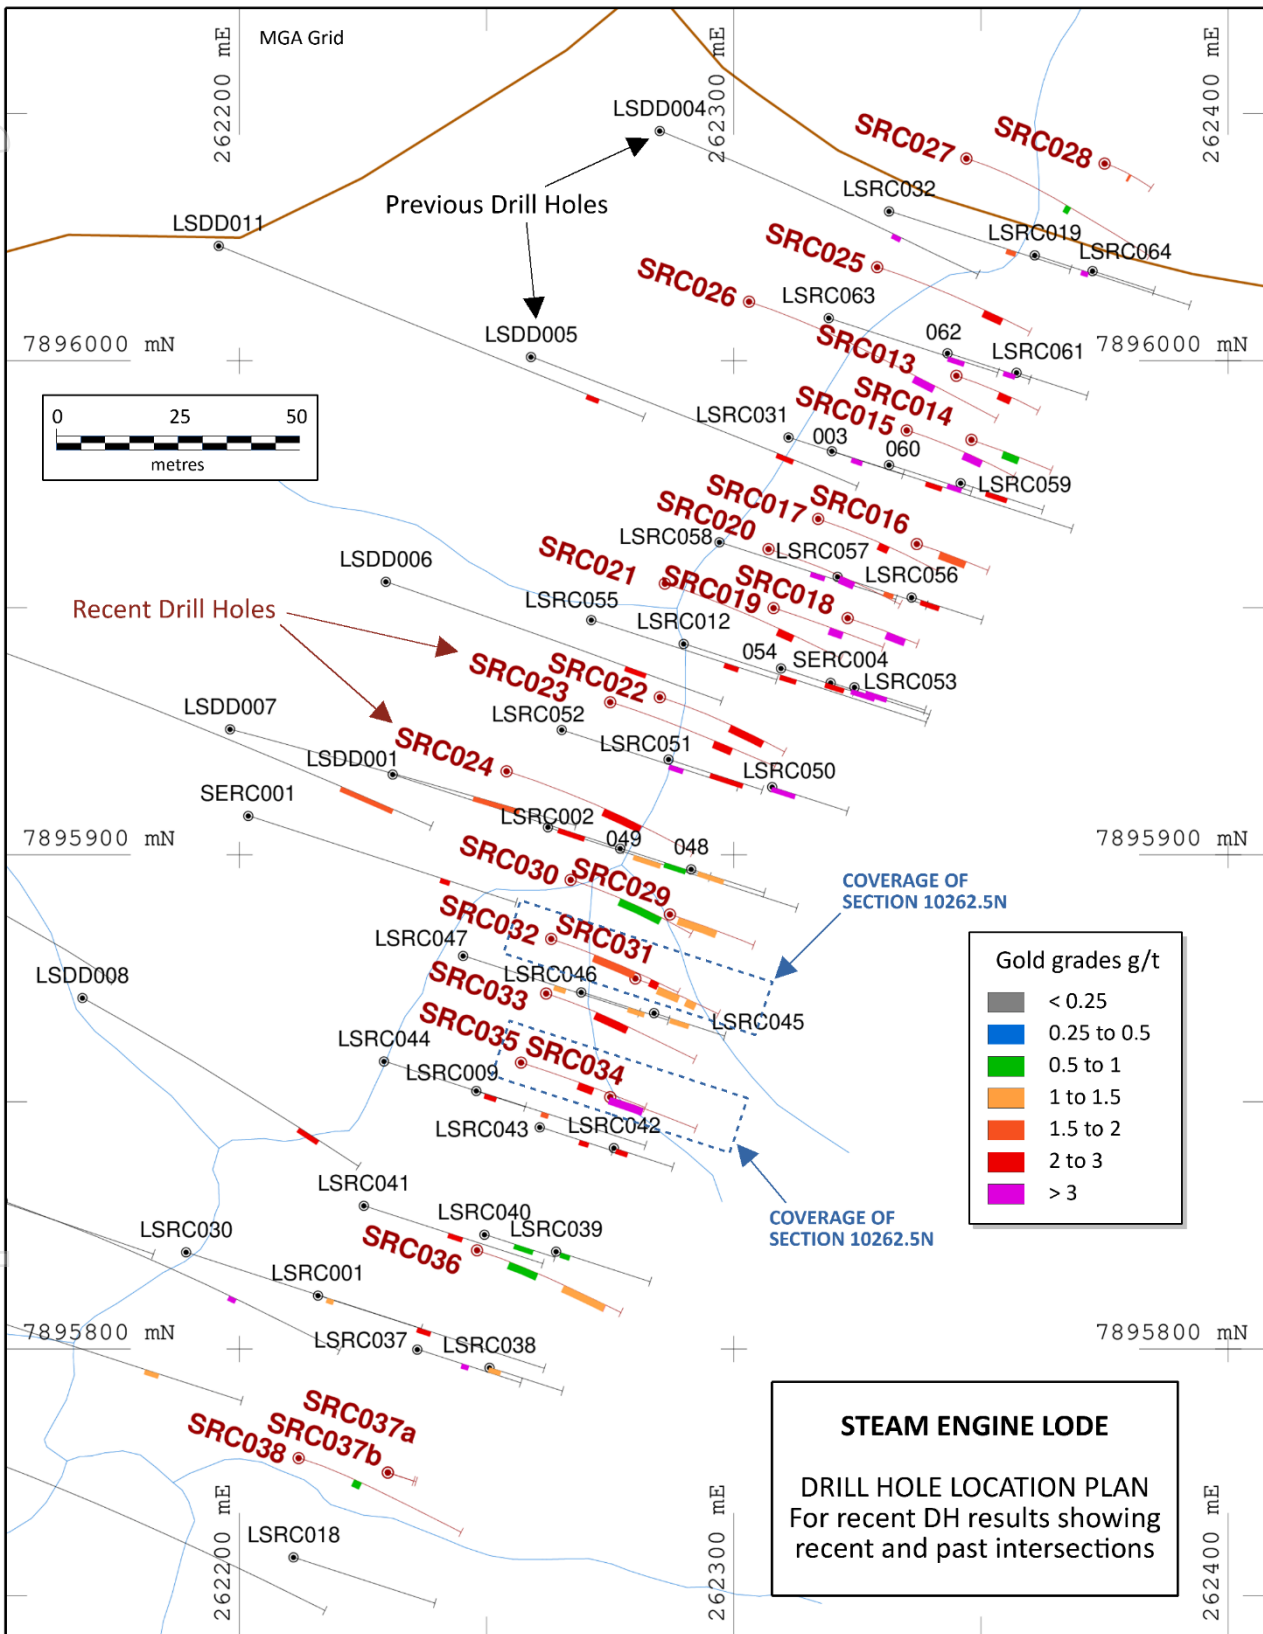 262200 mE
MGA Grid
262300 mE
262400 mE
LSDD004
SRC027
SRC028
Previous Drill Holes
LSRC032
LSDD011
LSRC019
LSRC064
SRC025
SRC026
LSRC063
7896000 mN
LSDD005
062
LSRC061
7896000 mN
SRC013
SRC014
SRC015
0 25 50
metres
LSRC031
003
060
LSRC059
SRC017
SRC016
SRC020
LSRC058
LSRC057
LSRC056
LSDD006
SRC021
SRC019
SRC018
Recent Drill Holes
LSRC055
LSRC012
054
SERC004
LSRC053
SRC023
SRC022
LSDD007
LSRC052
LSRC051
LSRC050
SRC024
LSDD001
SERC001
LSRC002
049
048
7895900 mN
7895900 mN
SRC030
SRC029
COVERAGE OF
SECTION 10262.5N
SRC032
SRC031
LSRC047
LSRC046
LSDD008
SRC033
LSRC045
Gold grades g/t
< 0.25
0.25 to 0.5
0.5 to 1
1 to 1.5
1.5 to 2
2 to 3
> 3
SRC035
SRC034
LSRC044
LSRC009
LSRC043
LSRC042
LSRC041
COVERAGE OF
SECTION 10262.5N
LSRC030
LSRC040
LSRC039
SRC036
LSRC001
7895800 mN
LSRC037
LSRC038
7895800 mN
SRC037a
SRC037b
SRC038
LSRC018
262200 mE
262300 mE
262400 mE
STEAM ENGINE LODE
DRILL HOLE LOCATION PLAN
For recent DH results showing
recent and past intersections